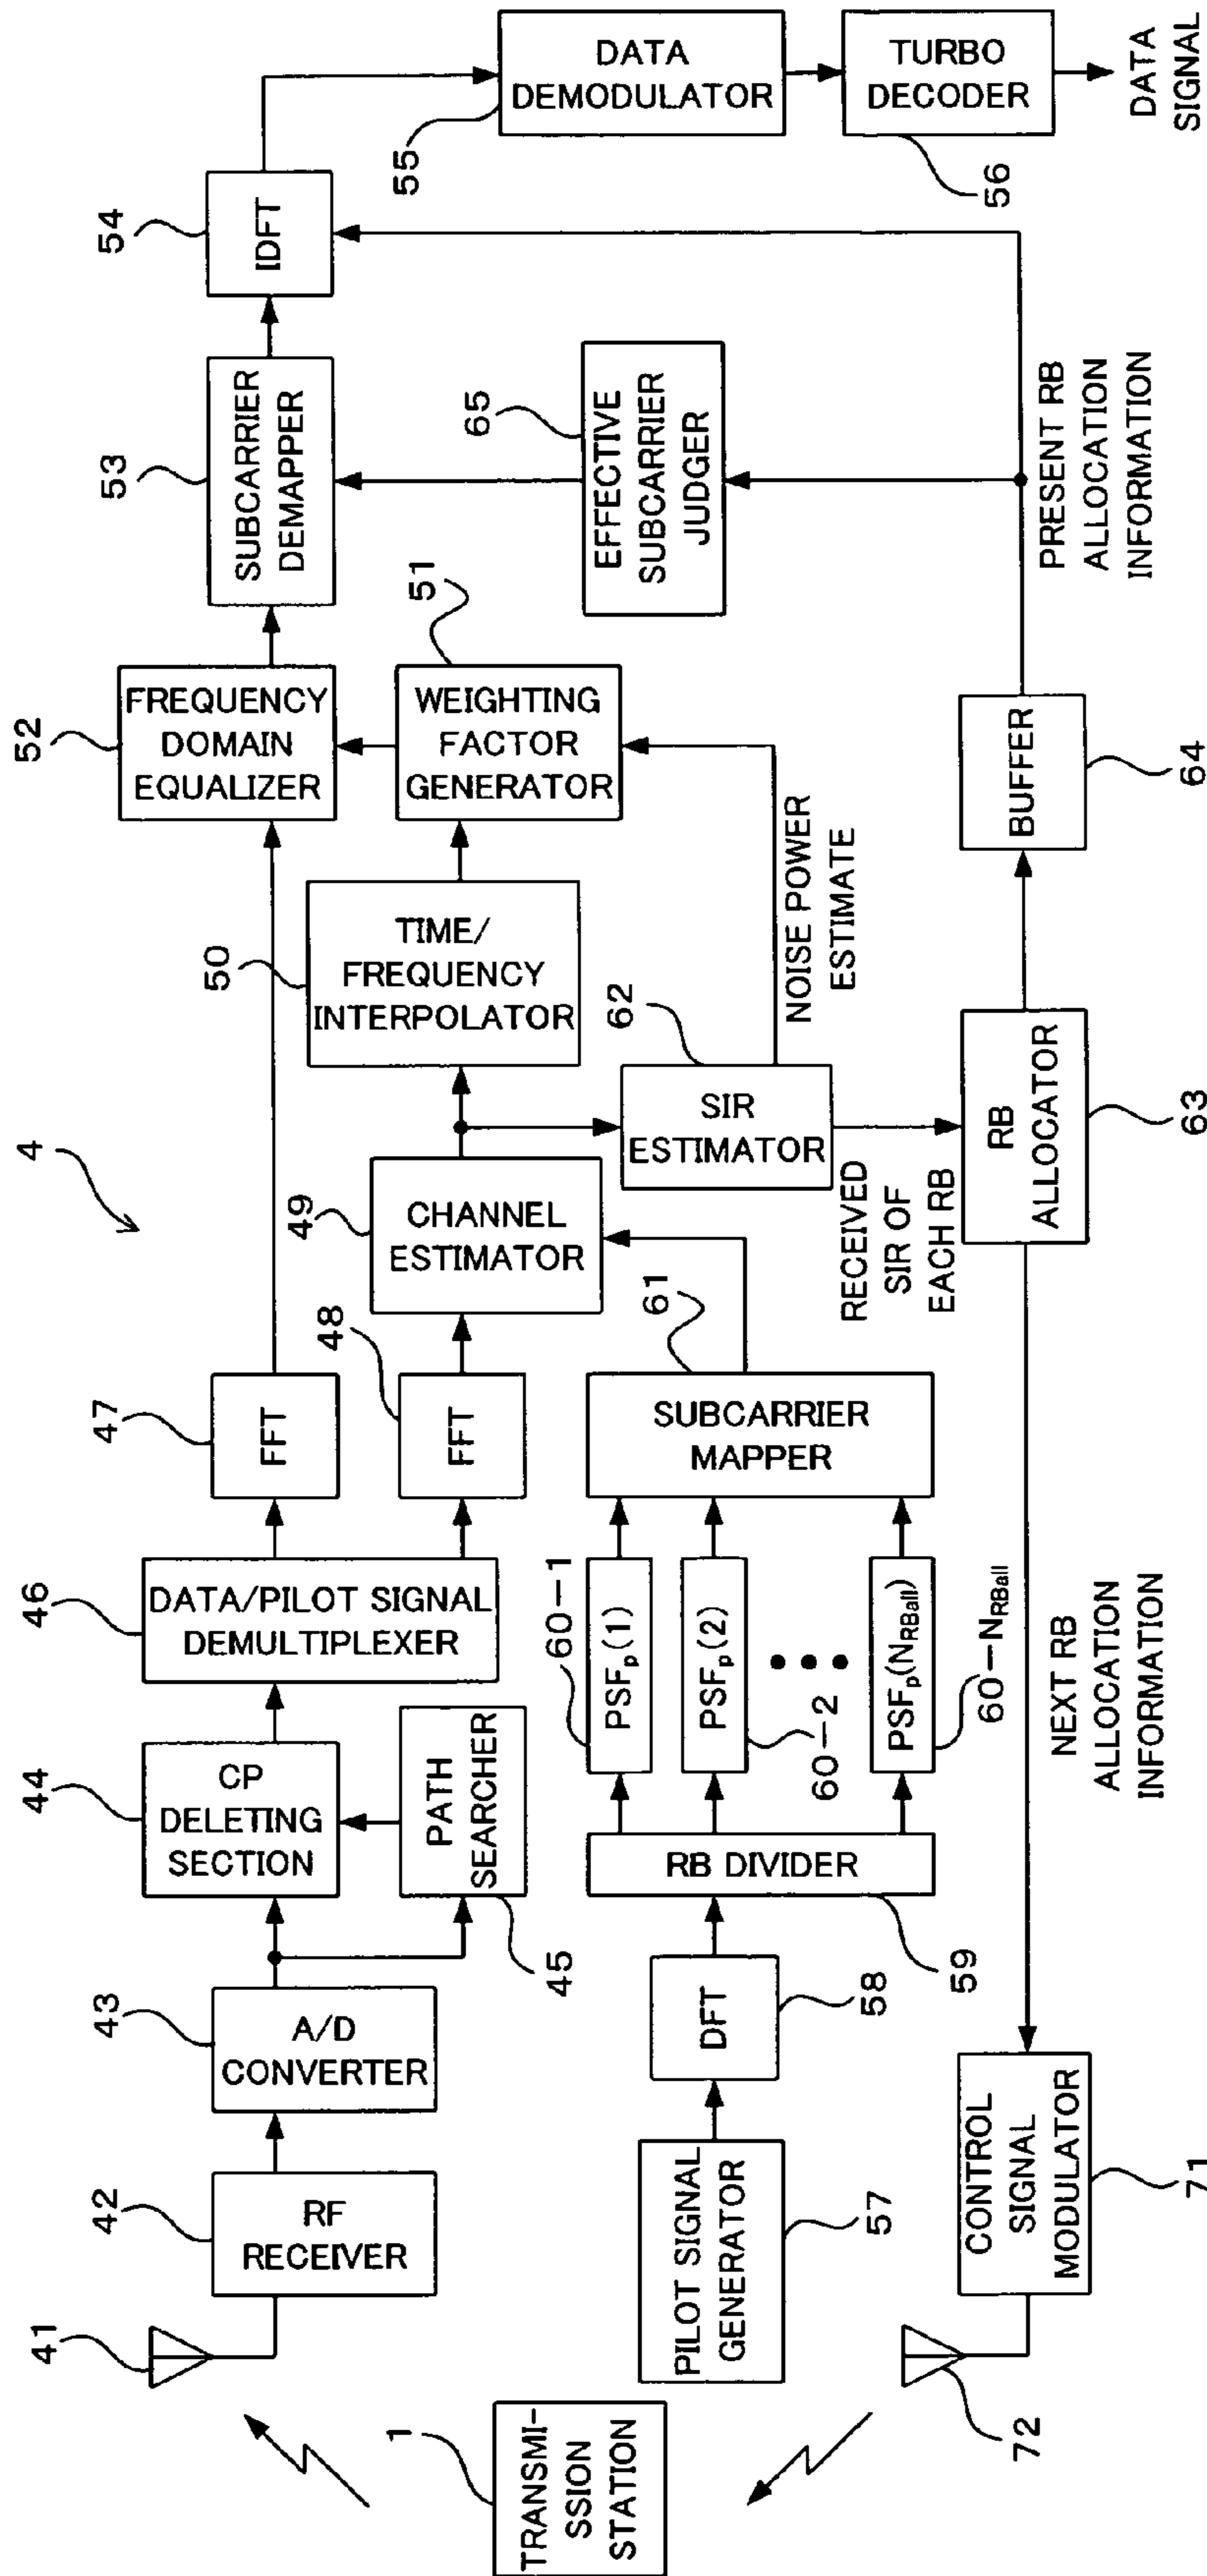 4
41
RF
RECEIVER
42
A/D
CONVERTER
43
CP
DELETING
SECTION
44
PATH
SEARCHER
45
DATA/PILOT SIGNAL
DEMULTIPLEXER
46
FFT
47
FFT
48
CHANNEL
ESTIMATOR
49
TIME/
FREQUENCY
INTERPOLATOR
50
WEIGHTING
FACTOR
GENERATOR
51
FREQUENCY
DOMAIN
EQUALIZER
52
SUBCARRIER
DEMAPPER
53
IDFT
54
DATA
DEMODULATOR
55
TURBO
DECODER
56
DATA
SIGNAL
TRANSMI-
SSION
STATION
1
PILOT SIGNAL
GENERATOR
57
DFT
58
RB DIVIDER
59
PSFp(1)
60-1
PSFp(2)
60-2
PSFp(NRBall)
60-NRBall
SUBCARRIER
MAPPER
61
SIR
ESTIMATOR
62
NOISE POWER
ESTIMATE
RECEIVED
SIR OF
EACH RB
EFFECTIVE
SUBCARRIER
JUDGER
65
72
CONTROL
SIGNAL
MODULATOR
71
NEXT RB
ALLOCATION
INFORMATION
RB
ALLOCATOR
63
BUFFER
64
PRESENT RB
ALLOCATION
INFORMATION